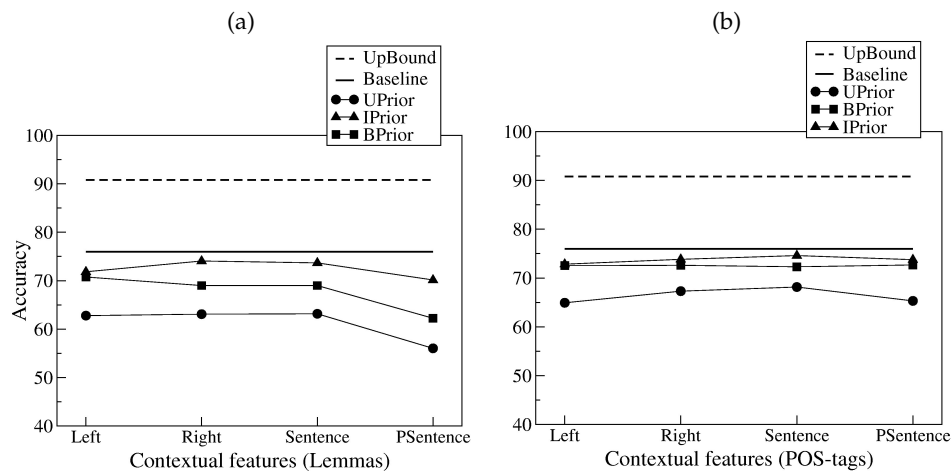 (a)
UpBound
Baseline
UPrior
IPrior
BPrior
100
90
80
70
60
50
40
Accuracy
Left Right Sentence PSentence
Contextual features (Lemmas)
(b)
UpBound
Baseline
UPrior
BPrior
IPrior
100
90
80
70
60
50
40
Left Right Sentence PSentence
Contextual features (POS-tags)